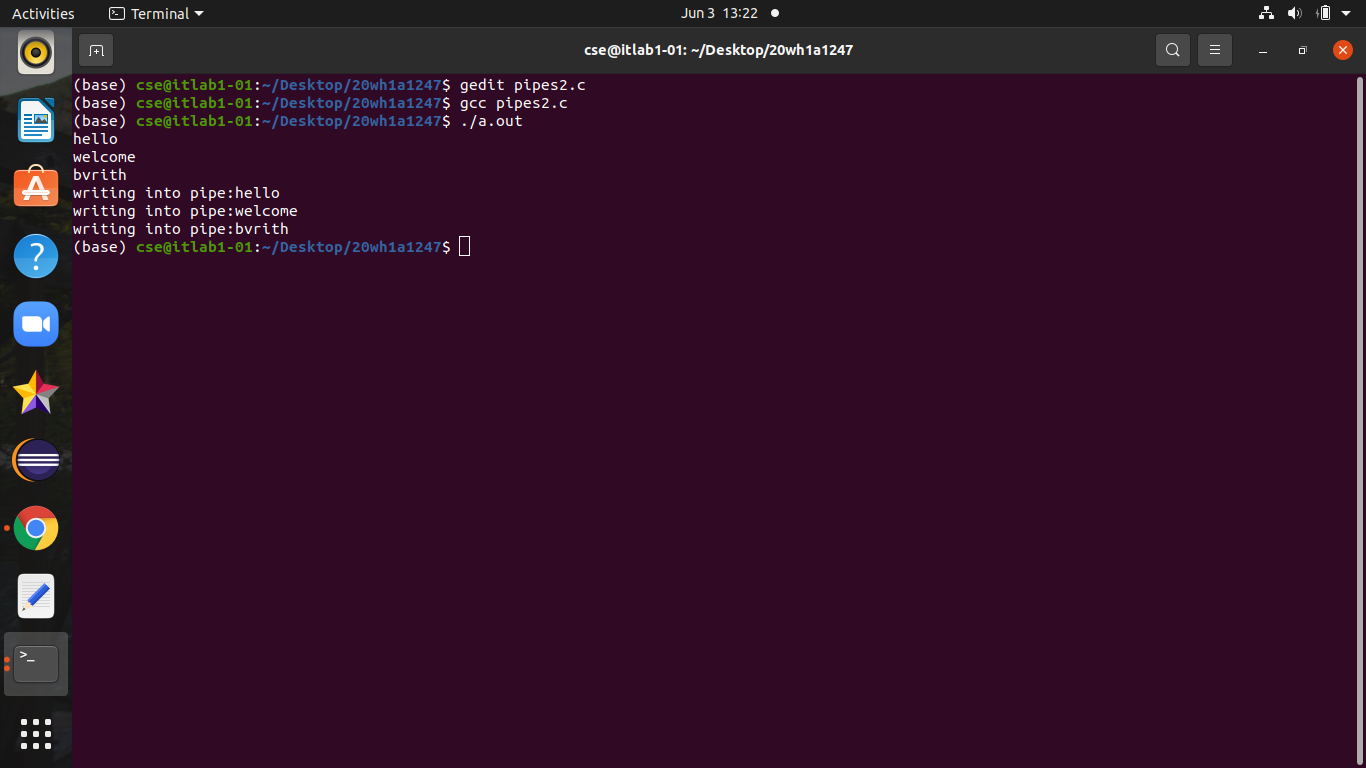 Activities
Terminal
Jun 3 13:22
cse@itlab1-01: ~/Desktop/20wh1a1247
(base) cse@itlab1-01:~/Desktop/20wh1a1247$ gedit pipes2.c
(base) cse@itlab1-01:~/Desktop/20wh1a1247$ gcc pipes2.c
(base) cse@itlab1-01:~/Desktop/20wh1a1247$ ./a.out
hello
welcome
bvrith
writing into pipe:hello
writing into pipe:welcome
writing into pipe:bvrith
(base) cse@itlab1-01:~/Desktop/20wh1a1247$